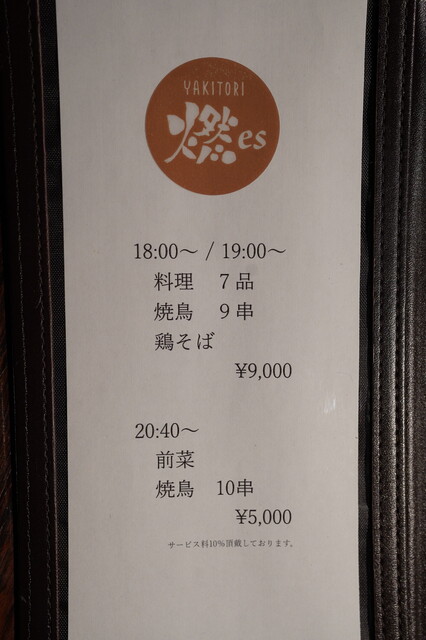 YAKITORI
燃es
18:00～ / 19:00～
料理 7品
焼鳥 9串
鶏そば
¥9,000
20:40～
前菜
焼鳥 10串
¥5,000
サービス料10%頂戴しております。